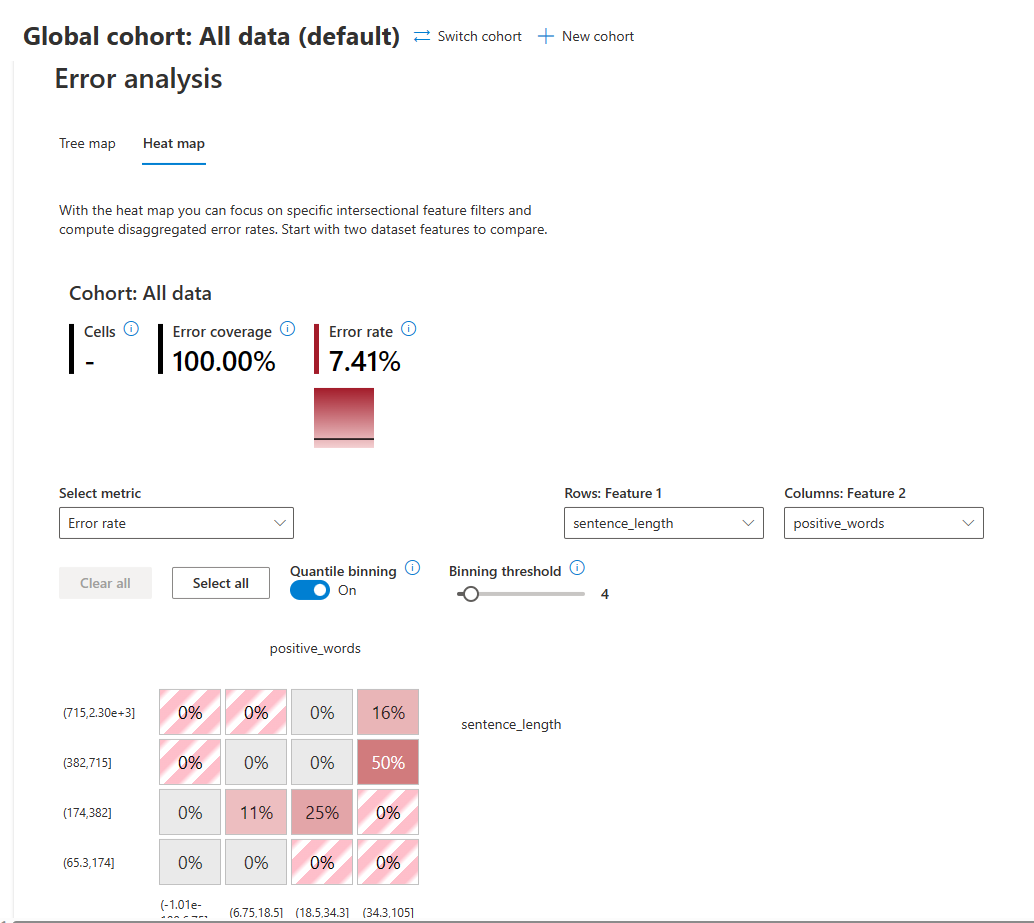 Global cohort: All data (default) Switch cohort New cohort
Error analysis
Tree map Heat map
With the heat map you can focus on specific intersectional feature filters and
compute disaggregated error rates. Start with two dataset features to compare.
Cohort: All data
Cells Error coverage Error rate
- 100.00% 7.41%
Select metric Rows: Feature 1 Columns: Feature 2
Error rate sentence_length positive_words
Clear all Select all Quantile binning On Binning threshold 4
positive_words
(715,2.30e+3] 0% 0% 0% 16% sentence_length
(382,715] 0% 0% 0% 50%
(174,382] 0% 11% 25% 0%
(65.3,174] 0% 0% 0% 0%
(-1.01e- (6.75,18.5] (18.5,34.3] (34.3,105]